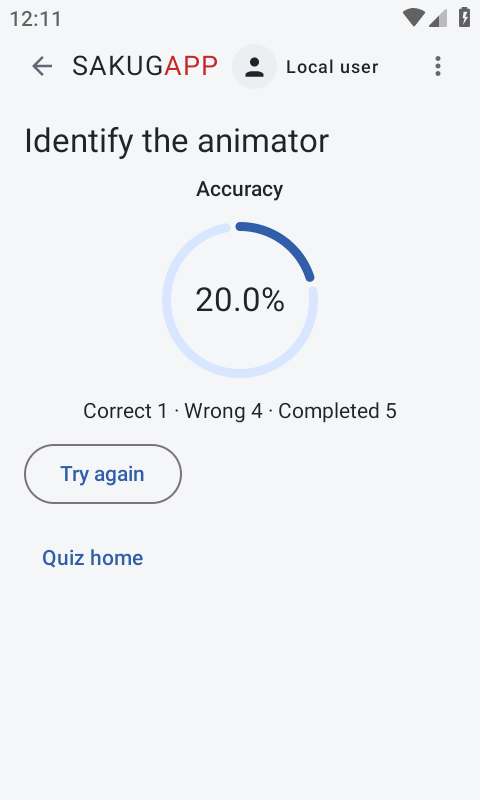 12:11
SAKUGAPP
Local user
Identify the animator
Accuracy
20.0%
Correct 1 · Wrong 4 · Completed 5
Try again
Quiz home